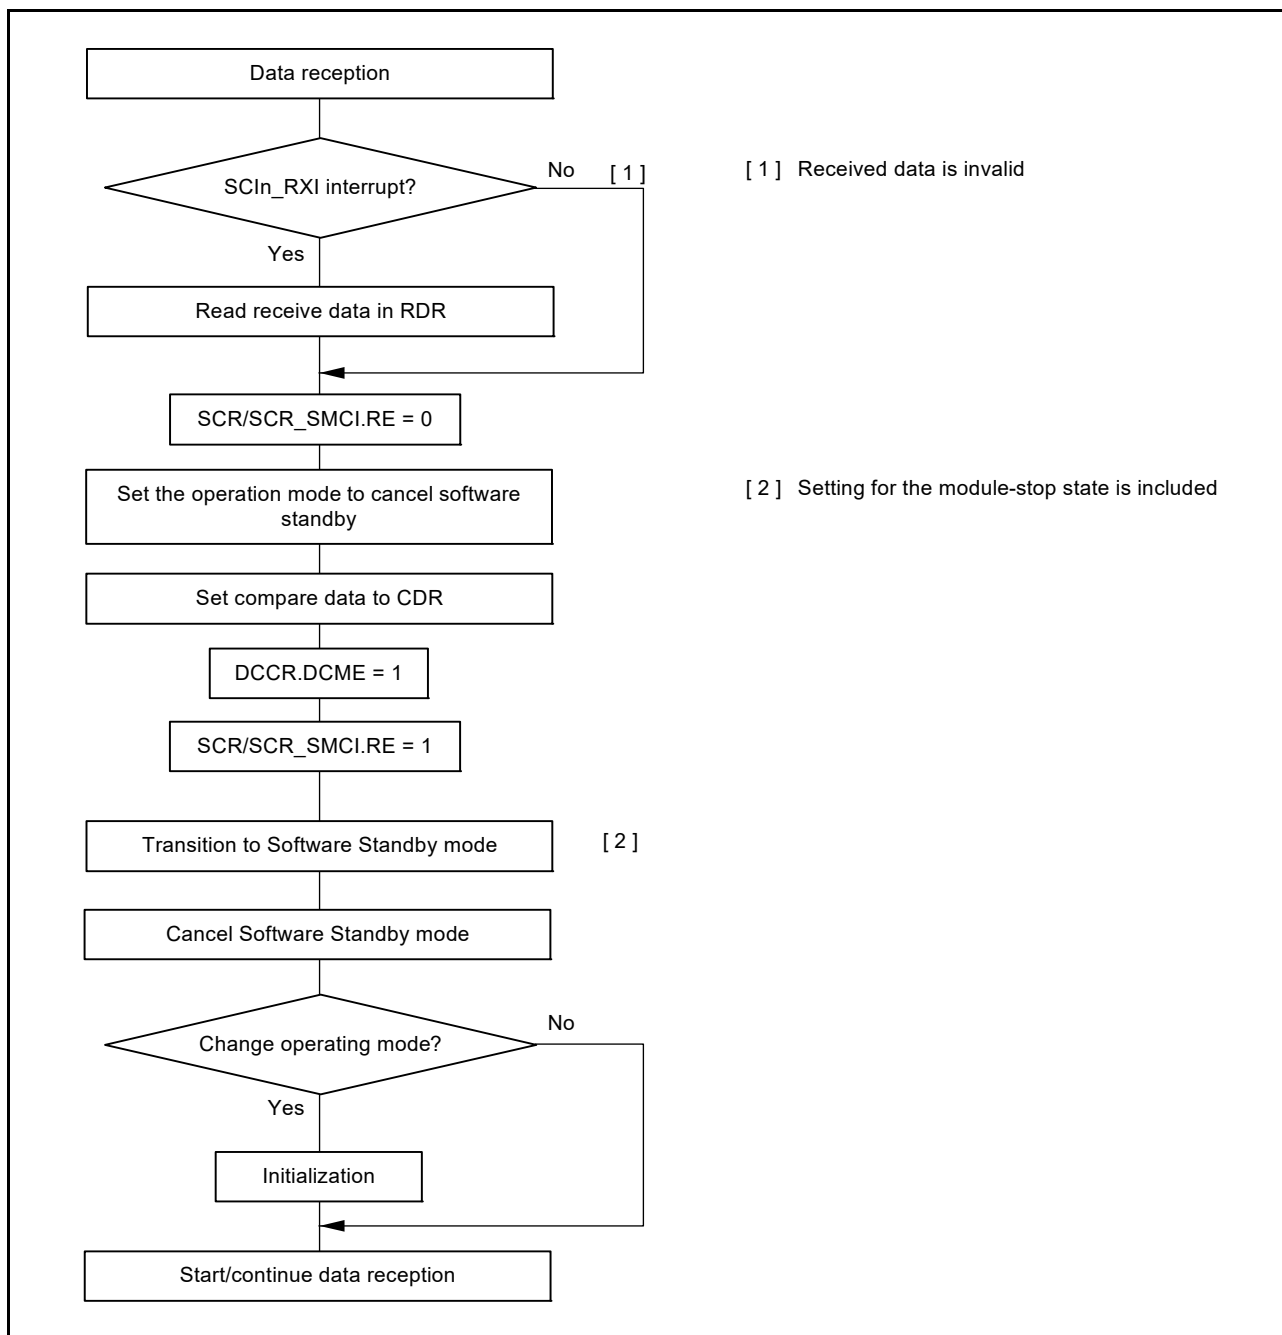 Data reception
SCIn_RXI interrupt?
No
[ 1 ]
[ 1 ] Received data is invalid
Yes
Read receive data in RDR
SCR/SCR_SMCI.RE = 0
Set the operation mode to cancel software
standby
[ 2 ] Setting for the module-stop state is included
Set compare data to CDR
DCCR.DCME = 1
SCR/SCR_SMCI.RE = 1
Transition to Software Standby mode
[ 2 ]
Cancel Software Standby mode
Change operating mode?
No
Yes
Initialization
Start/continue data reception